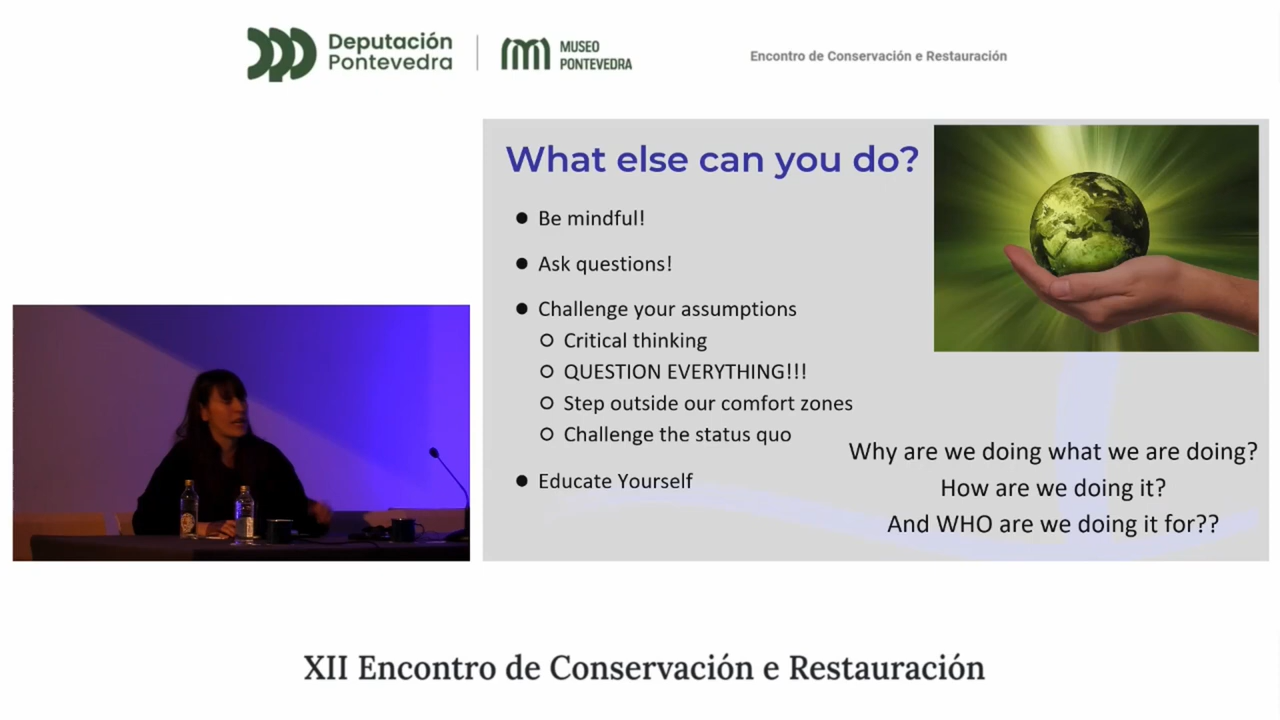 Deputación
Pontevedra
MUSEO
PONTEVEDRA
Encontro de Conservación e Restauración
What else can you do?
Be mindful!
Ask questions!
Challenge your assumptions
Critical thinking
QUESTION EVERYTHING!!!
Step outside our comfort zones
Challenge the status quo
Educate Yourself
Why are we doing what we are doing?
How are we doing it?
And WHO are we doing it for??
XII Encontro de Conservación e Restauración